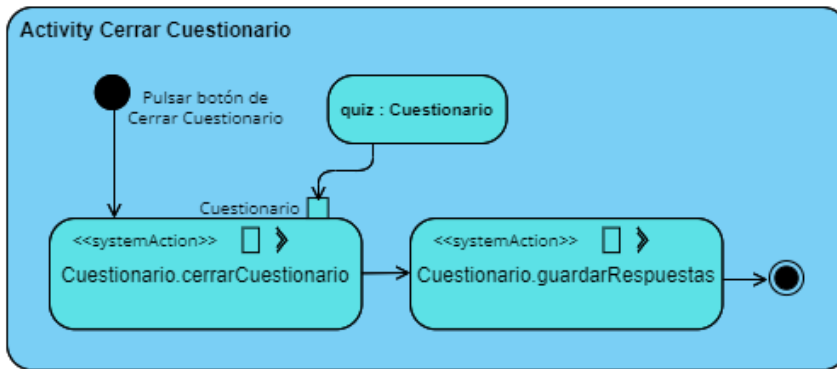 Activity Cerrar Cuestionario
Pulsar botón de
Cerrar Cuestionario
quiz : Cuestionario
Cuestionario
<<systemAction>>
Cuestionario.cerrarCuestionario
<<systemAction>>
Cuestionario.guardarRespuestas